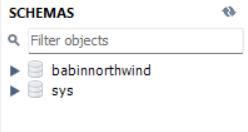 SCHEMAS
Filter objects
babinnorthwind
sys